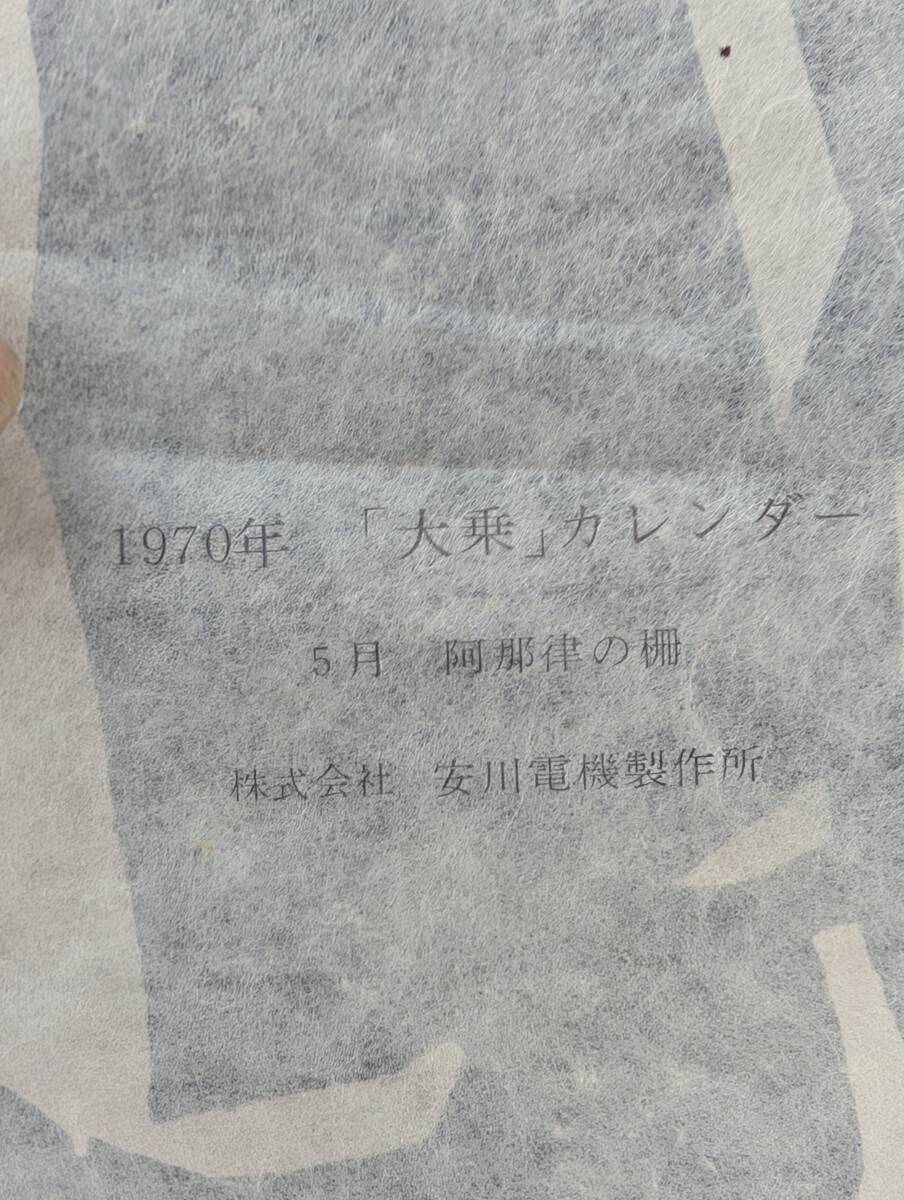 1970年 「大乗」カレンダー
5月 阿那律の柵
株式会社 安川電機製作所